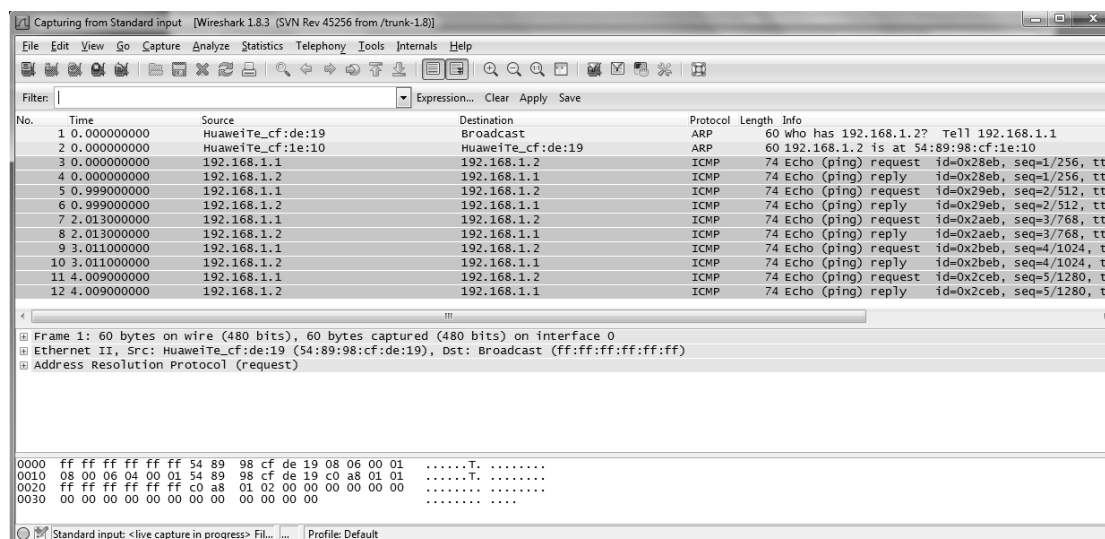 Capturing from Standard input [Wireshark 1.8.3 (SVN Rev 45256 from /trunk-1.8)]
File Edit View Go Capture Analyze Statistics Telephony Tools Internals Help
Filter: Expression... Clear Apply Save
No. Time Source Destination Protocol Length Info
1 0.000000000 HuaweiTe_cf:de:19 Broadcast ARP 60 Who has 192.168.1.2? Tell 192.168.1.1
2 0.000000000 HuaweiTe_cf:1e:10 HuaweiTe_cf:de:19 ARP 60 192.168.1.2 is at 54:89:98:cf:1e:10
3 0.000000000 192.168.1.1 192.168.1.2 ICMP 74 Echo (ping) request id=0x28eb, seq=1/256, tt
4 0.000000000 192.168.1.2 192.168.1.1 ICMP 74 Echo (ping) reply id=0x28eb, seq=1/256, tt
5 0.999000000 192.168.1.1 192.168.1.2 ICMP 74 Echo (ping) request id=0x29eb, seq=2/512, tt
6 0.999000000 192.168.1.2 192.168.1.1 ICMP 74 Echo (ping) reply id=0x29eb, seq=2/512, tt
7 2.013000000 192.168.1.1 192.168.1.2 ICMP 74 Echo (ping) request id=0x2aeb, seq=3/768, tt
8 2.013000000 192.168.1.2 192.168.1.1 ICMP 74 Echo (ping) reply id=0x2aeb, seq=3/768, tt
9 3.011000000 192.168.1.1 192.168.1.2 ICMP 74 Echo (ping) request id=0x2beb, seq=4/1024, t
10 3.011000000 192.168.1.2 192.168.1.1 ICMP 74 Echo (ping) reply id=0x2beb, seq=4/1024, t
11 4.009000000 192.168.1.1 192.168.1.2 ICMP 74 Echo (ping) request id=0x2ceb, seq=5/1280, t
12 4.009000000 192.168.1.2 192.168.1.1 ICMP 74 Echo (ping) reply id=0x2ceb, seq=5/1280, t
Frame 1: 60 bytes on wire (480 bits), 60 bytes captured (480 bits) on interface 0
Ethernet II, Src: HuaweiTe_cf:de:19 (54:89:98:cf:de:19), Dst: Broadcast (ff:ff:ff:ff:ff:ff)
Address Resolution Protocol (request)
0000 ff ff ff ff ff ff 54 89 98 cf de 19 08 06 00 01 ......T. ........
0010 08 00 06 04 00 01 54 89 98 cf de 19 c0 a8 01 01 ......T. ........
0020 ff ff ff ff ff ff c0 a8 01 02 00 00 00 00 00 00 ........ ........
0030 00 00 00 00 00 00 00 00 00 00 00 00 ........ ....
Standard input: <live capture in progress> Fil... ... Profile: Default